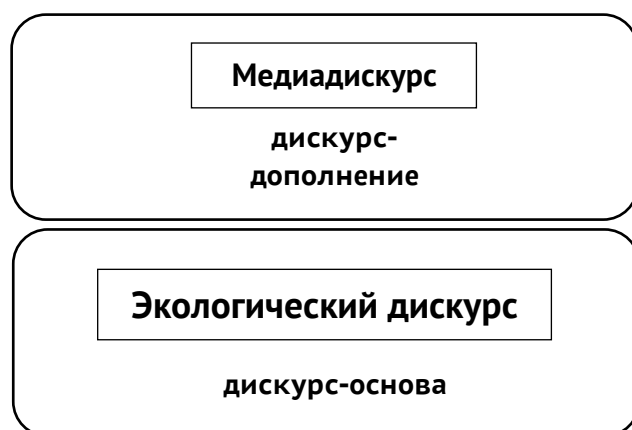 Медиадискурс
дискурс-
дополнение
Экологический дискурс
дискурс-основа